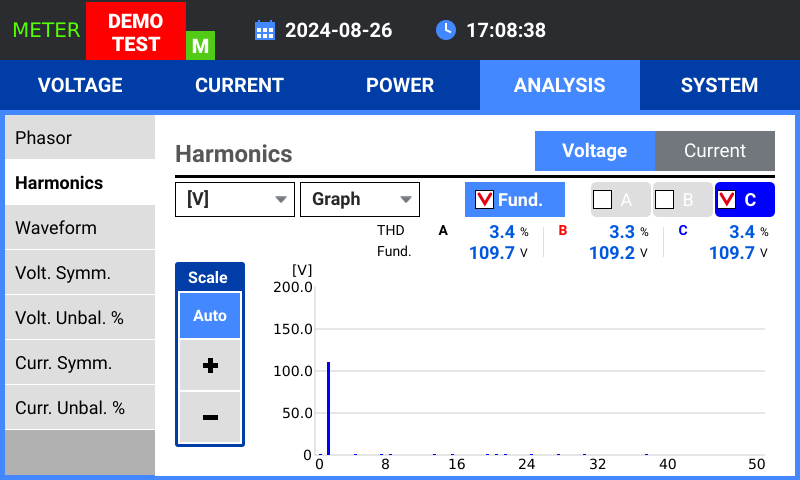 METER
DEMO
TEST
M
2024-08-26
17:08:38
VOLTAGE CURRENT POWER ANALYSIS SYSTEM
Phasor
Harmonics
Waveform
Volt. Symm.
Volt. Unbal. %
Curr. Symm.
Curr. Unbal. %
Harmonics
Voltage Current
[V] Graph Fund. A B C
THD A 3.4 % B 3.3 % C 3.4 %
Fund. 109.7 V 109.2 V 109.7 V
Scale
Auto
+
−
[V]
200.0
150.0
100.0
50.0
0
0 8 16 24 32 40 50